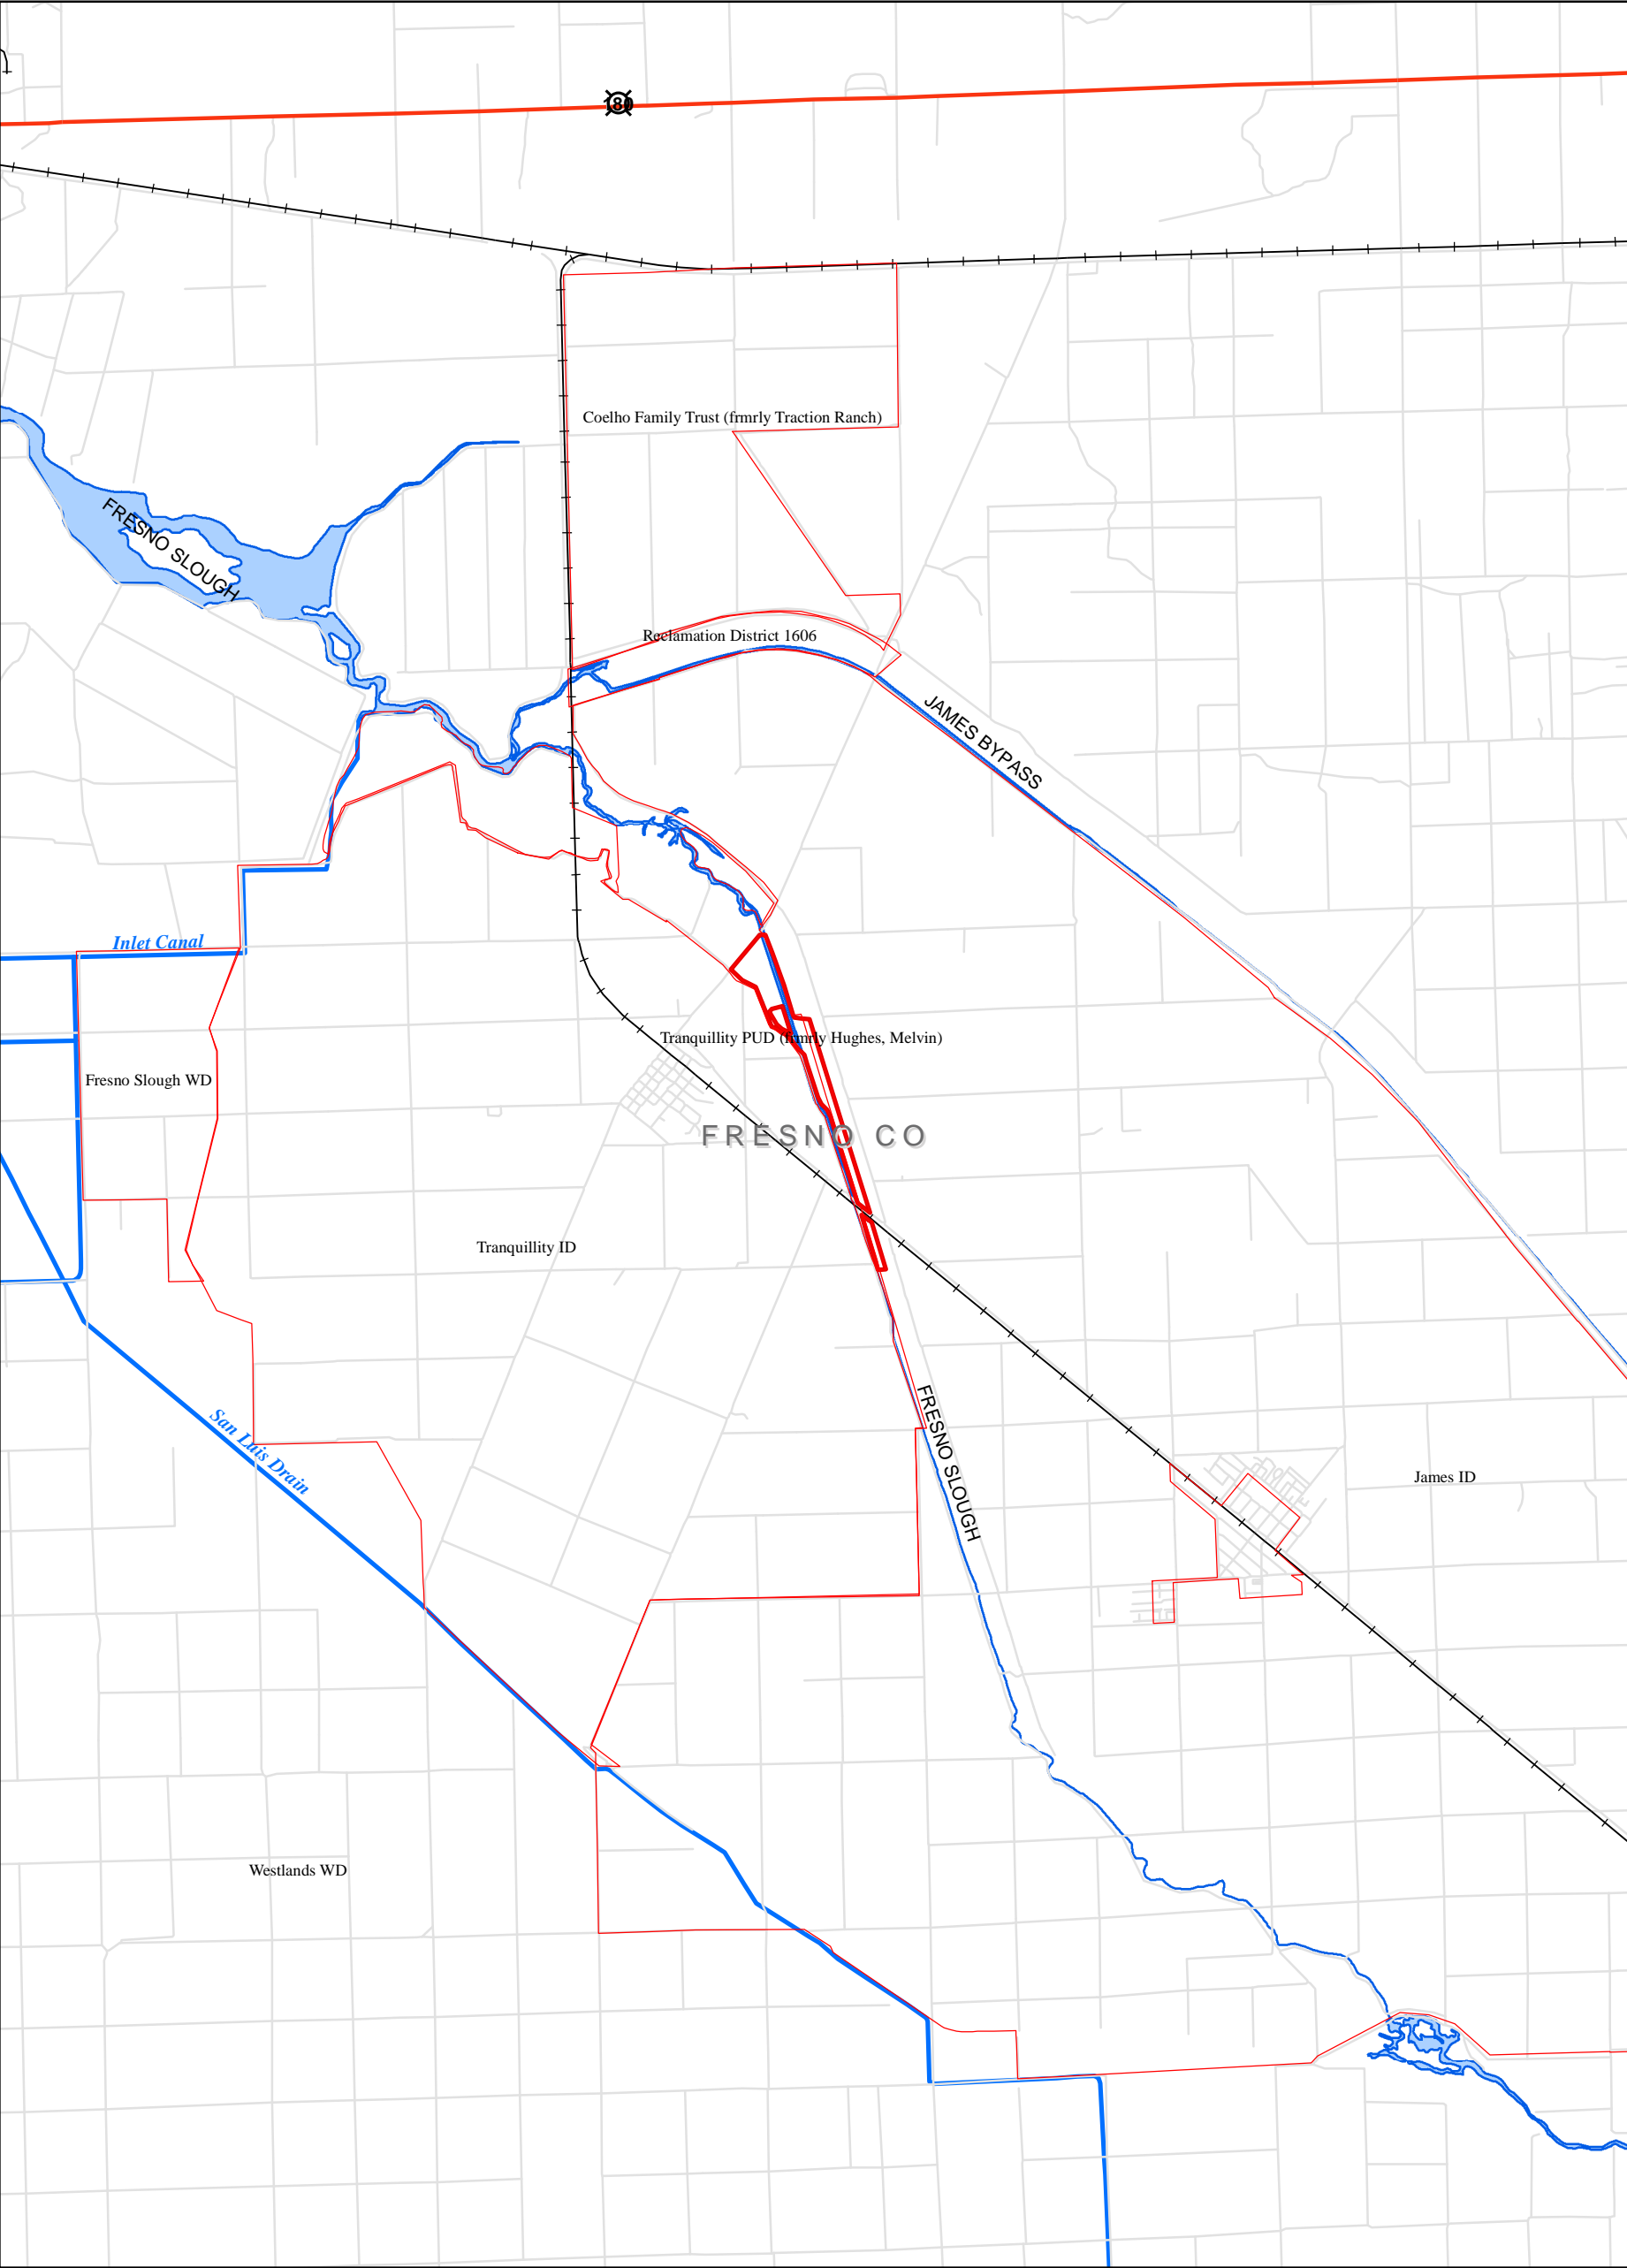 180
Coelho Family Trust (frmrly Traction Ranch)
FRESNO SLOUGH
Reclamation District 1606
JAMES BYPASS
Inlet Canal
Tranquillity PUD (frmrly Hughes, Melvin)
Fresno Slough WD
FRESNO CO
Tranquillity ID
FRESNO SLOUGH
San Luis Drain
James ID
Westlands WD